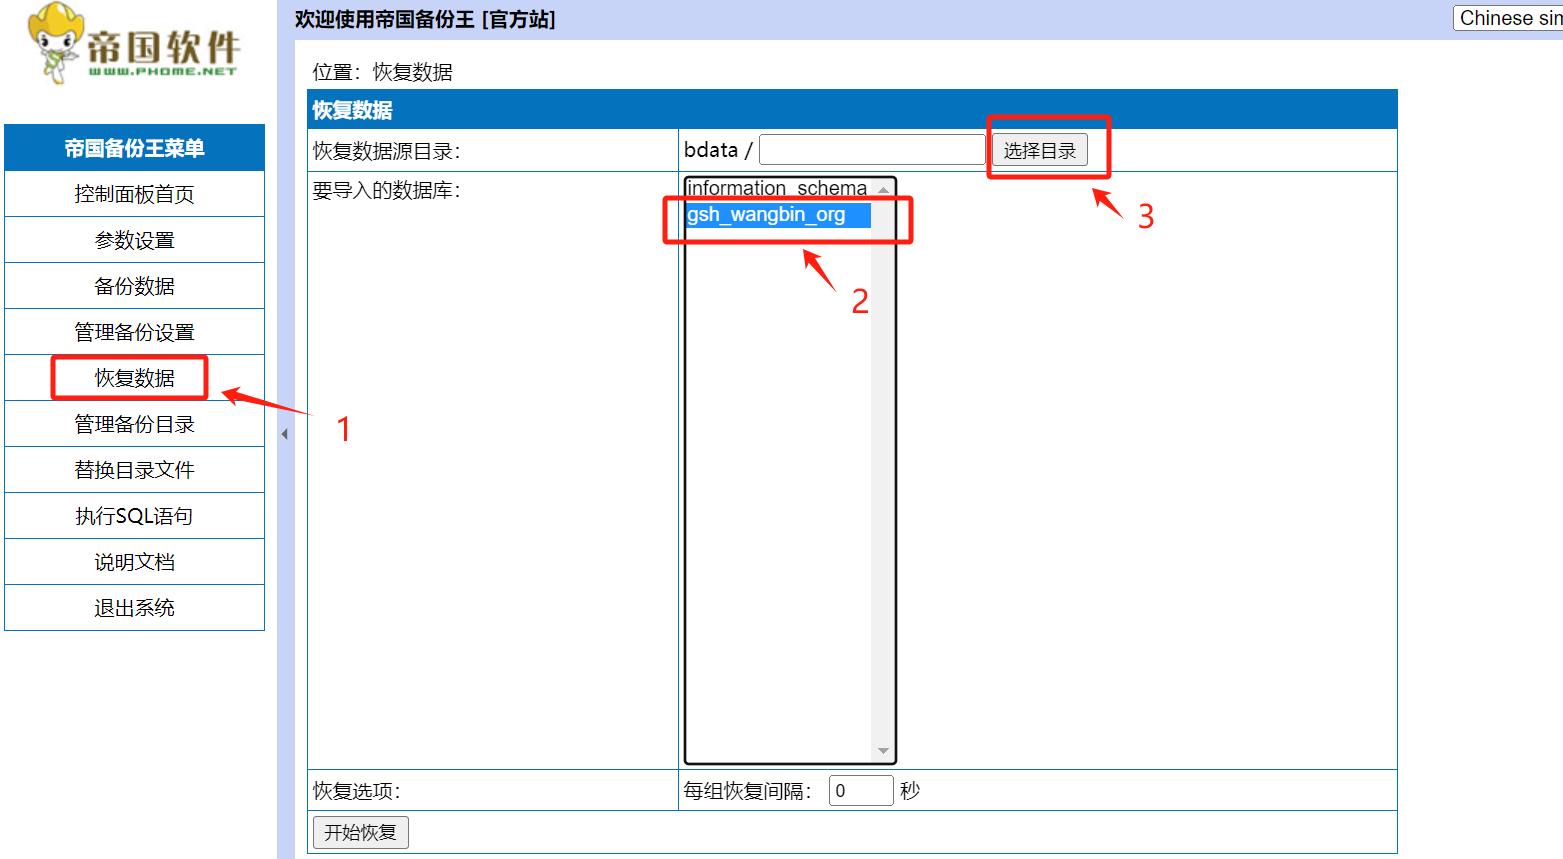 帝国软件
WWW.PHOME.NET
帝国备份王菜单
控制面板首页
参数设置
备份数据
管理备份设置
恢复数据
1
管理备份目录
替换目录文件
执行SQL语句
说明文档
退出系统
欢迎使用帝国备份王 [官方站]
Chinese sim
位置：恢复数据
恢复数据
恢复数据源目录：
bdata /
选择目录
3
要导入的数据库：
information_schema
gsh_wangbin_org
2
恢复选项：
每组恢复间隔： 0 秒
开始恢复